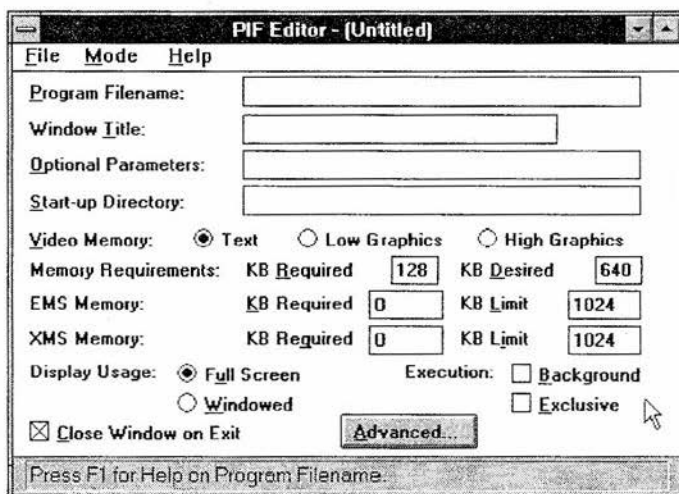 PIF Editor - (Untitled)
File Mode Help
Program Filename:
Window Title:
Optional Parameters:
Start-up Directory:
Video Memory: Text Low Graphics High Graphics
Memory Requirements: KB Required 128 KB Desired 640
EMS Memory: KB Required 0 KB Limit 1024
XMS Memory: KB Required 0 KB Limit 1024
Display Usage: Full Screen Execution: Background
Windowed Exclusive
Close Window on Exit Advanced...
Press F1 for Help on Program Filename.